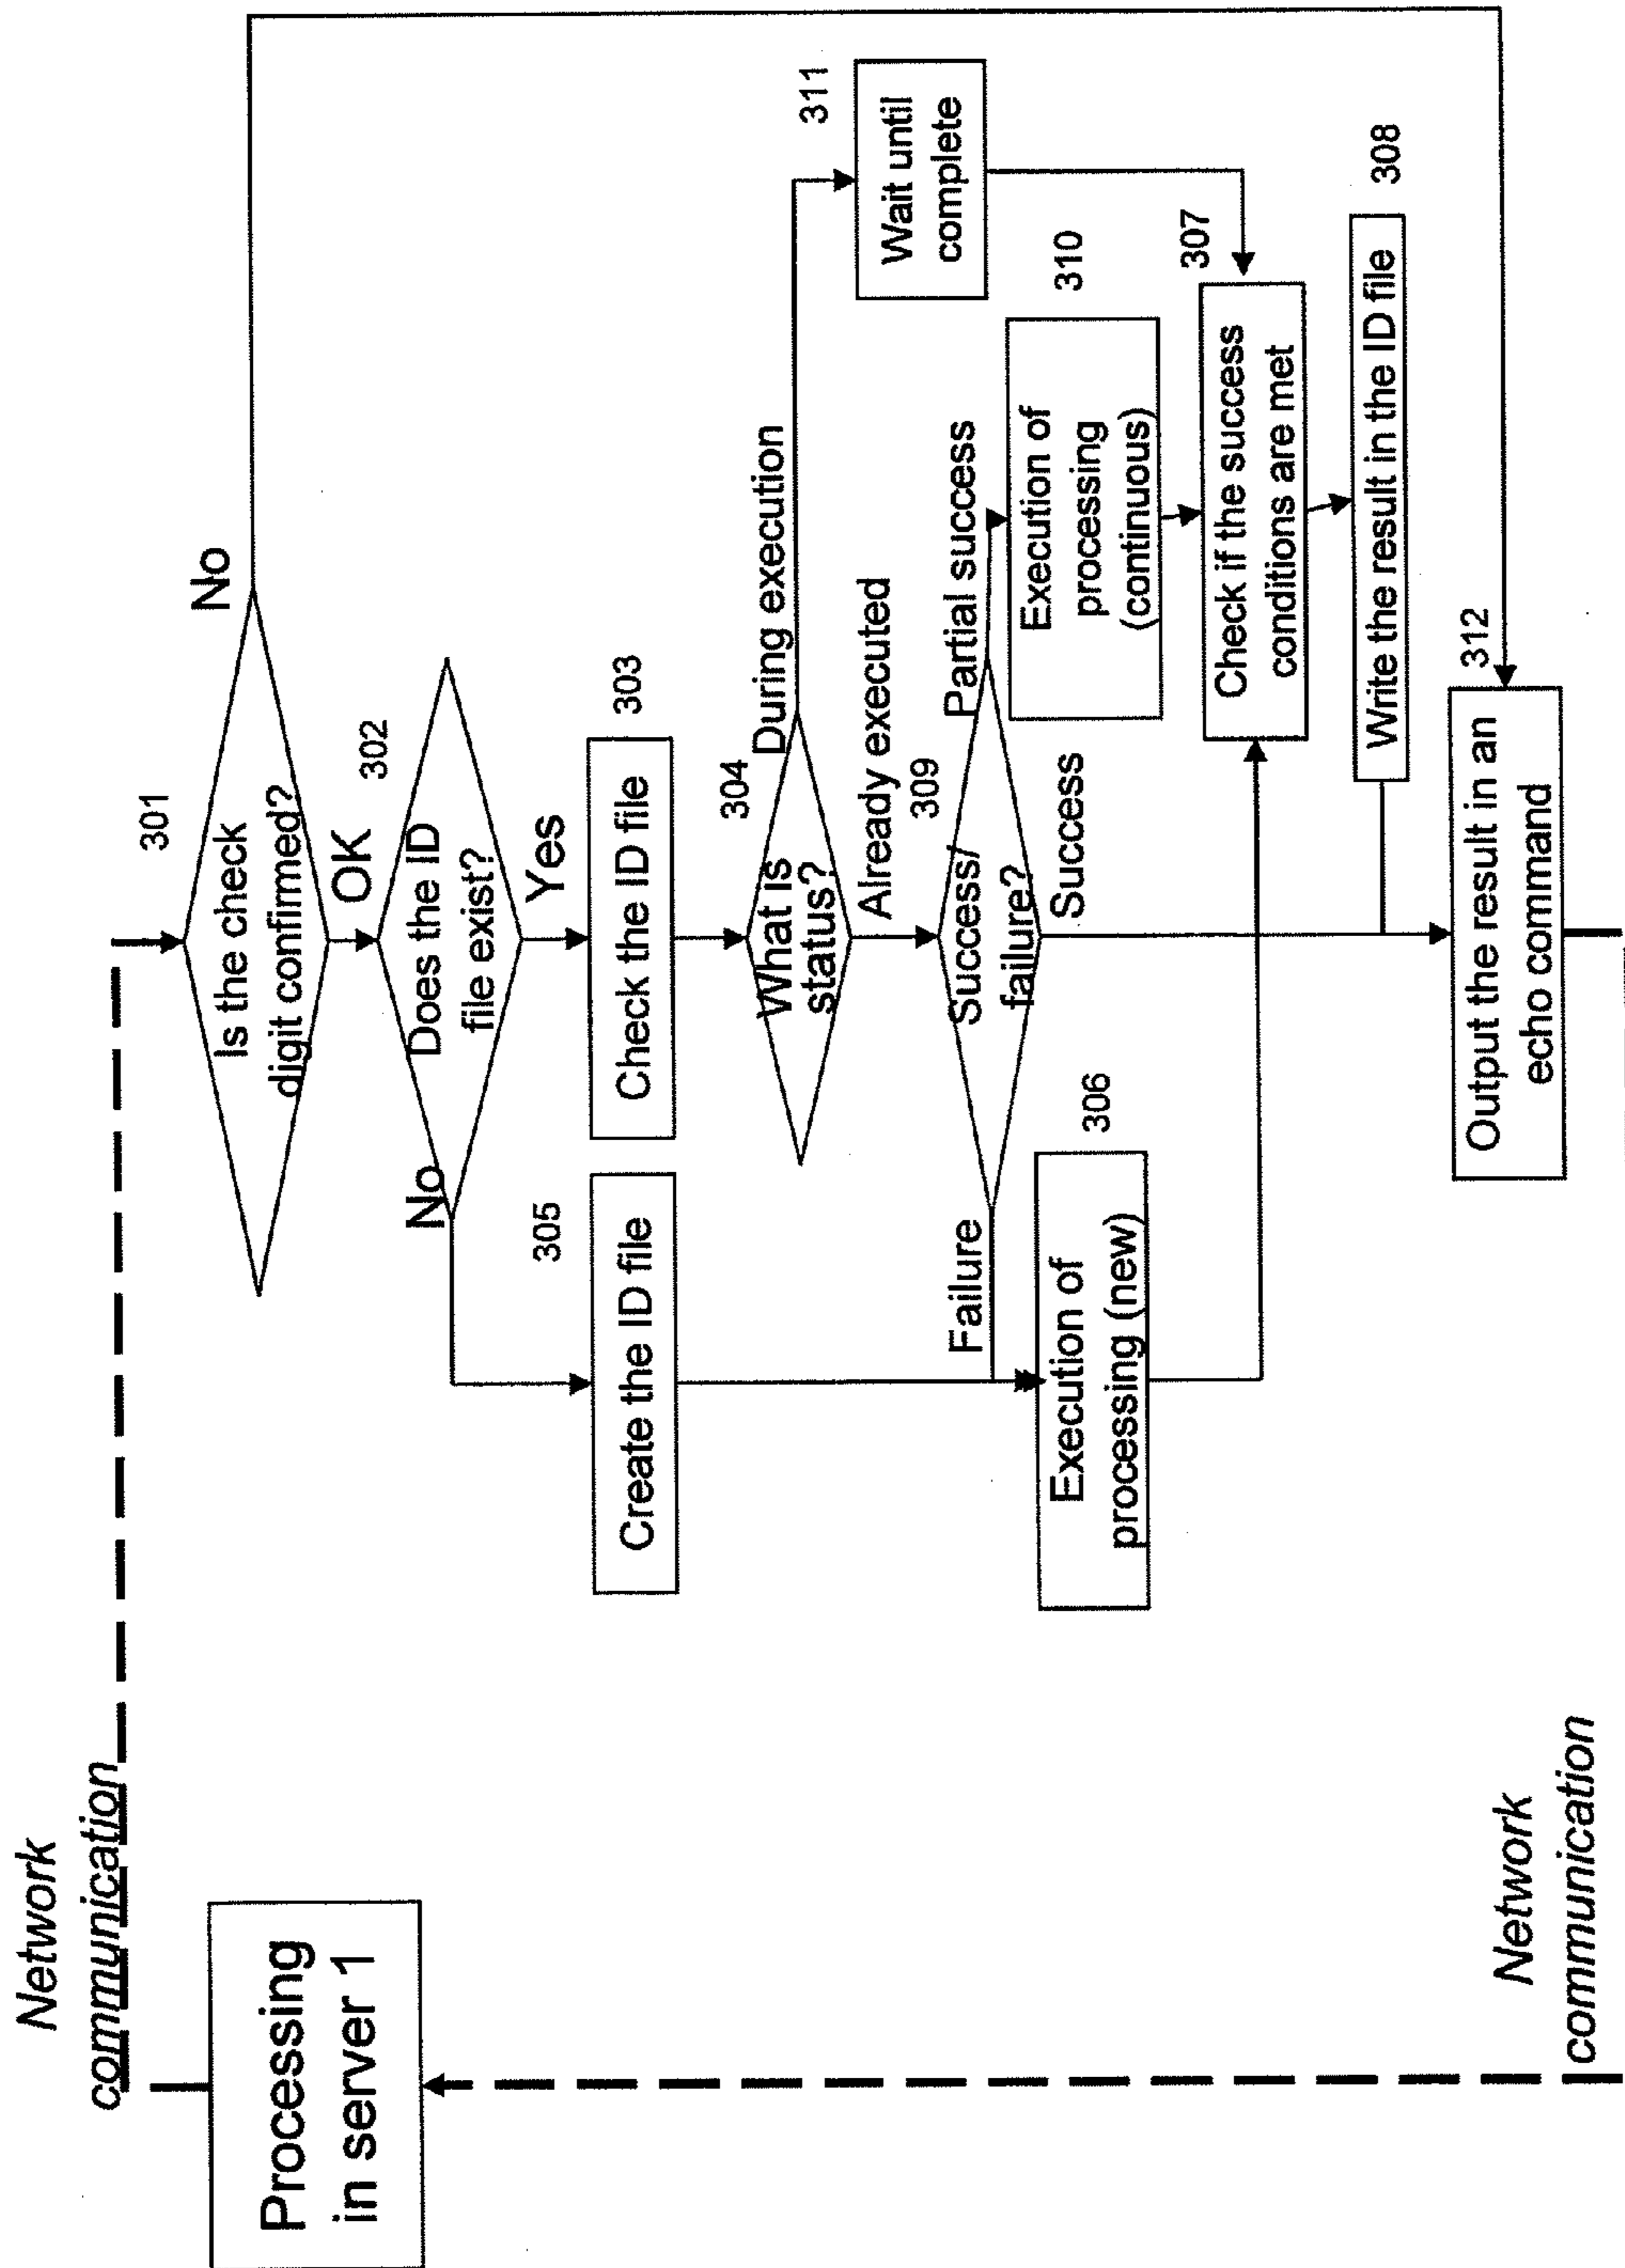 Network
communication
Processing
in server 1
301
Is the check
digit confirmed?
No
OK
302
Does the ID
file exist?
No
Yes
303
Check the ID file
305
Create the ID file
304
What is
status?
During execution
311
Wait until
complete
Already executed
309
Success/
failure?
Failure
Partial success
Success
306
Execution of
processing (new)
310
Execution of
processing
(continuous)
307
Check if the success
conditions are met
308
Write the result in the ID file
312
Output the result in an
echo command
Network
communication